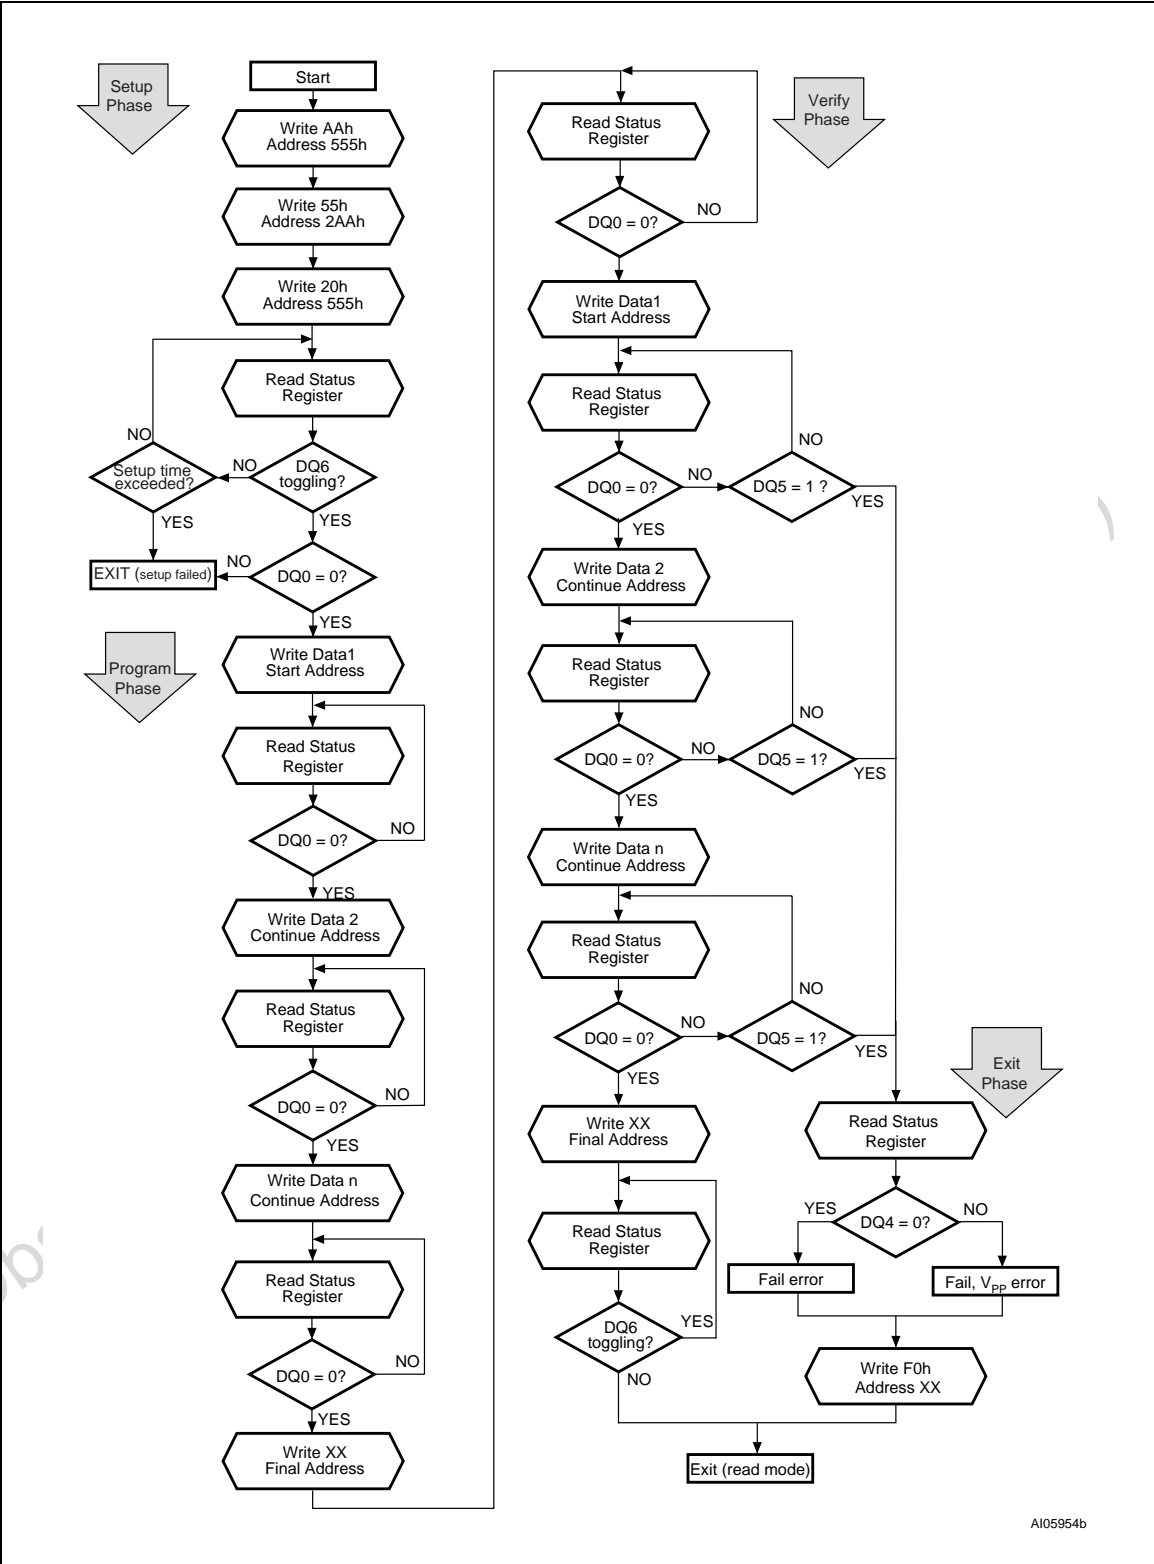 Setup
Phase
Start
Write AAh
Address 555h
Write 55h
Address 2AAh
Write 20h
Address 555h
Read Status
Register
NO
Setup time
exceeded?
NO
DQ6
toggling?
YES
YES
EXIT (setup failed)
NO
DQ0 = 0?
YES
Program
Phase
Write Data1
Start Address
Read Status
Register
DQ0 = 0?
NO
YES
Write Data 2
Continue Address
Read Status
Register
DQ0 = 0?
NO
YES
Write Data n
Continue Address
Read Status
Register
DQ0 = 0?
NO
YES
Write XX
Final Address
Verify
Phase
Read Status
Register
DQ0 = 0?
NO
Write Data1
Start Address
Read Status
Register
NO
DQ0 = 0?
NO
DQ5 = 1 ?
YES
YES
Write Data 2
Continue Address
Read Status
Register
NO
DQ0 = 0?
NO
DQ5 = 1?
YES
YES
Write Data n
Continue Address
Read Status
Register
NO
DQ0 = 0?
NO
DQ5 = 1?
YES
YES
Write XX
Final Address
Read Status
Register
DQ6
toggling?
YES
NO
Exit
Phase
Read Status
Register
YES
DQ4 = 0?
NO
Fail error
Fail, VPP error
Write F0h
Address XX
Exit (read mode)
AI05954b